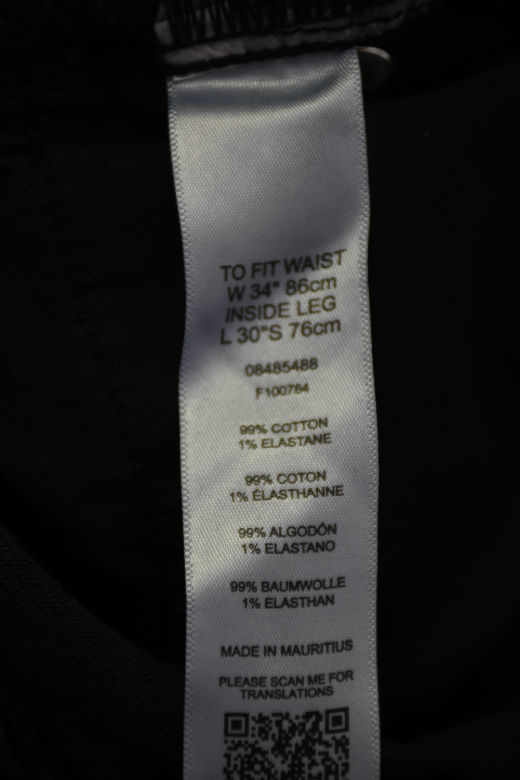 TO FIT WAIST
W 34" 86cm
INSIDE LEG
L 30"S 76cm
08485488
F100784
99% COTTON
1% ELASTANE
99% COTON
1% ÉLASTHANNE
99% ALGODÓN
1% ELASTANO
99% BAUMWOLLE
1% ELASTHAN
MADE IN MAURITIUS
PLEASE SCAN ME FOR
TRANSLATIONS